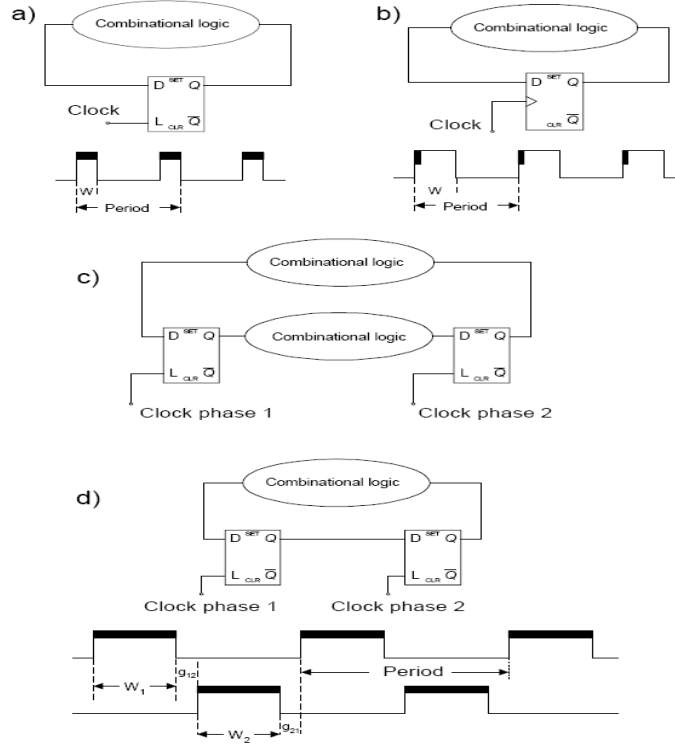 a)
Combinational logic
D SET Q
Clock
L CLR Q
W
Period
b)
Combinational logic
D SET Q
Clock
CLR Q
W
Period
c)
Combinational logic
D SET Q
Combinational logic
D SET Q
L CLR Q
L CLR Q
Clock phase 1
Clock phase 2
d)
Combinational logic
D SET Q
D SET Q
L CLR Q
L CLR Q
Clock phase 1
Clock phase 2
W1
g12
Period
W2
g21